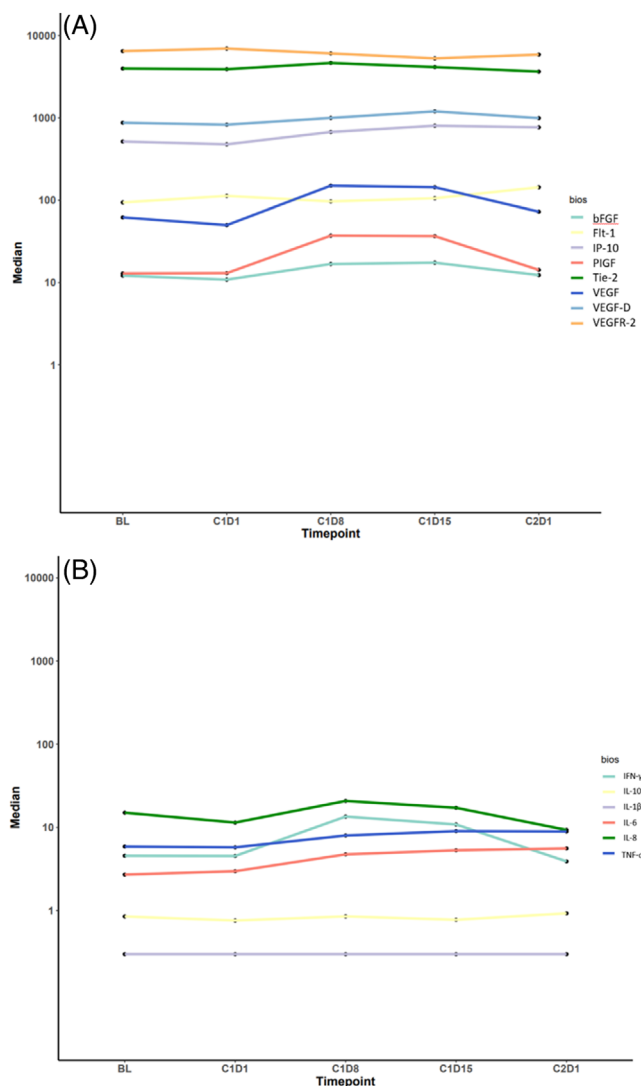 (A)
10000
1000
100
10
1
Median
BL C1D1 C1D8 C1D15 C2D1
Timepoint
bios
bFGF
Flt-1
IP-10
PlGF
Tie-2
VEGF
VEGF-D
VEGFR-2
(B)
10000
1000
100
10
1
Median
BL C1D1 C1D8 C1D15 C2D1
Timepoint
bios
IFN-γ
IL-10
IL-1β
IL-6
IL-8
TNF-α